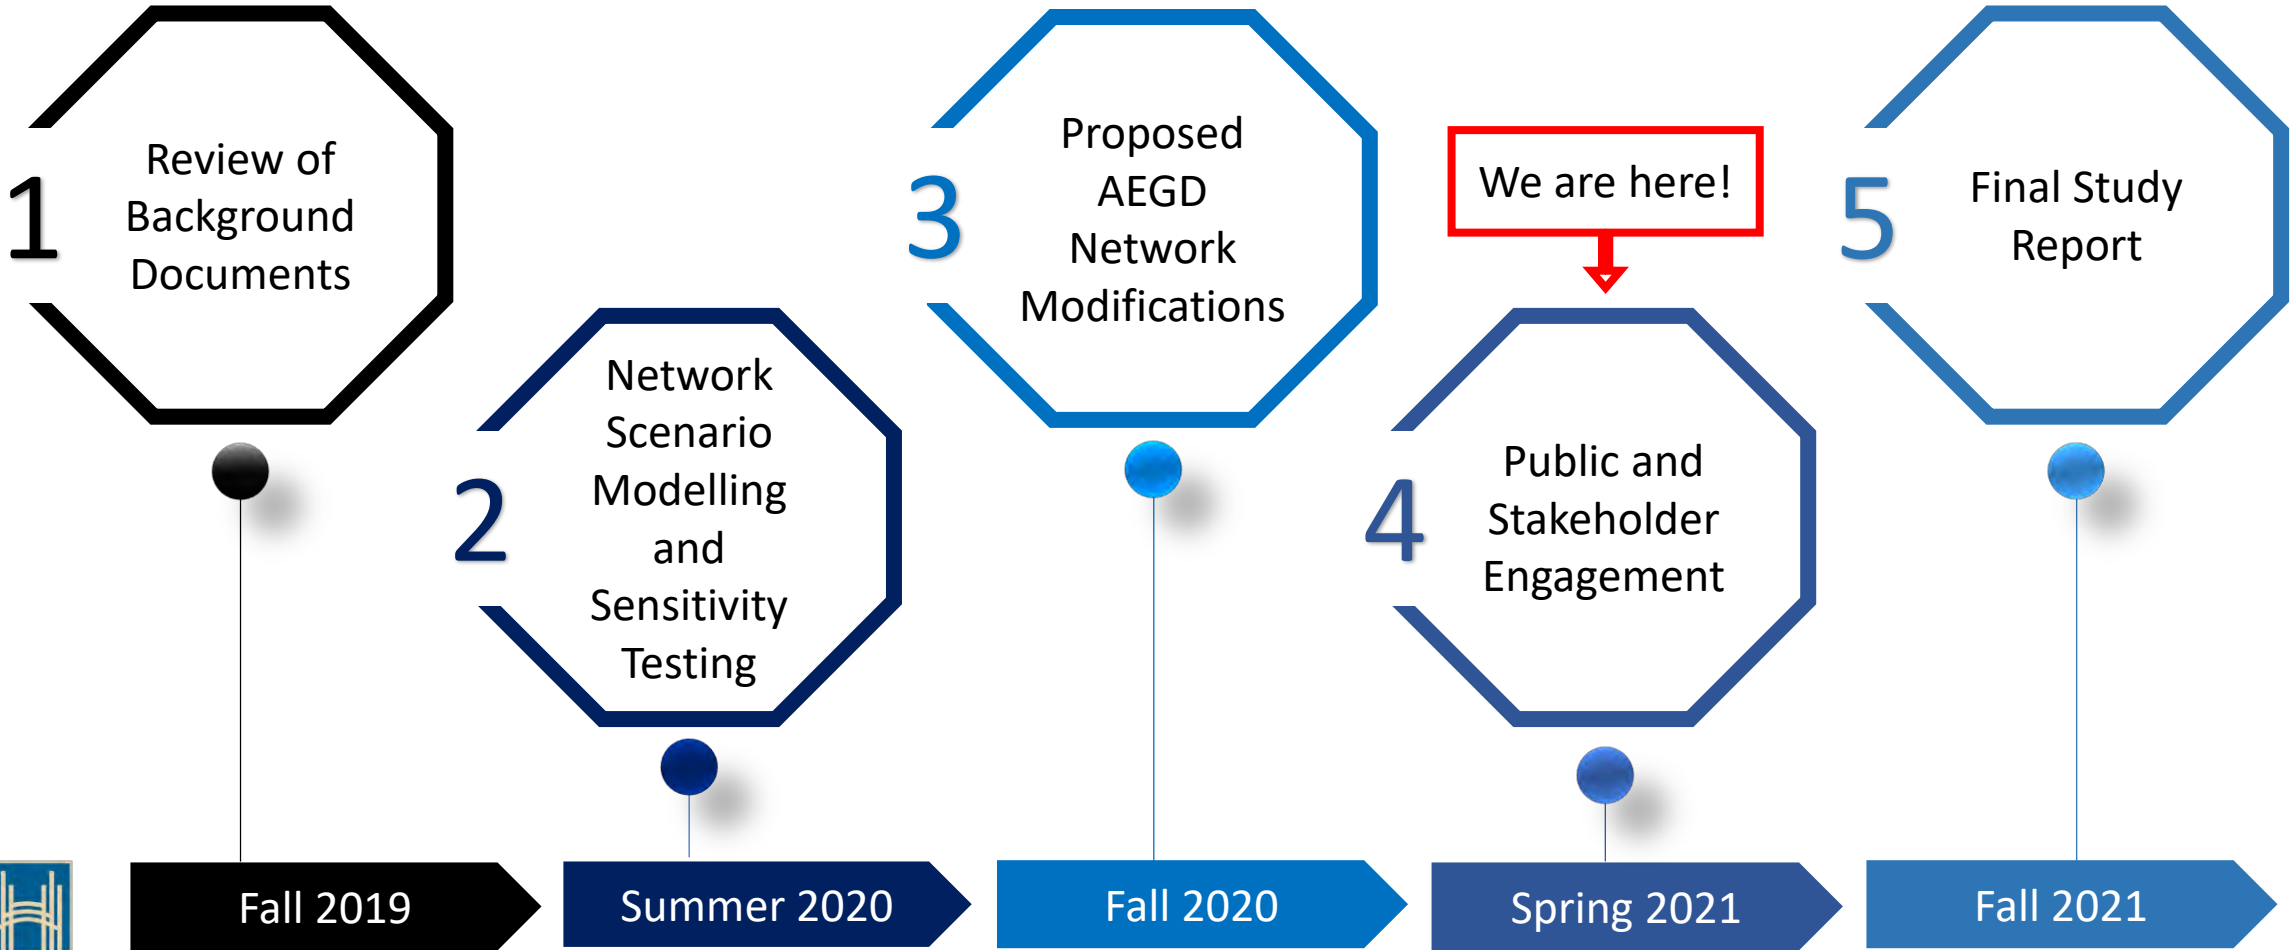 1
Review of
Background
Documents
2
Network
Scenario
Modelling
and
Sensitivity
Testing
3
Proposed
AEGD
Network
Modifications
We are here!
4
Public and
Stakeholder
Engagement
5
Final Study
Report
Fall 2019
Summer 2020
Fall 2020
Spring 2021
Fall 2021